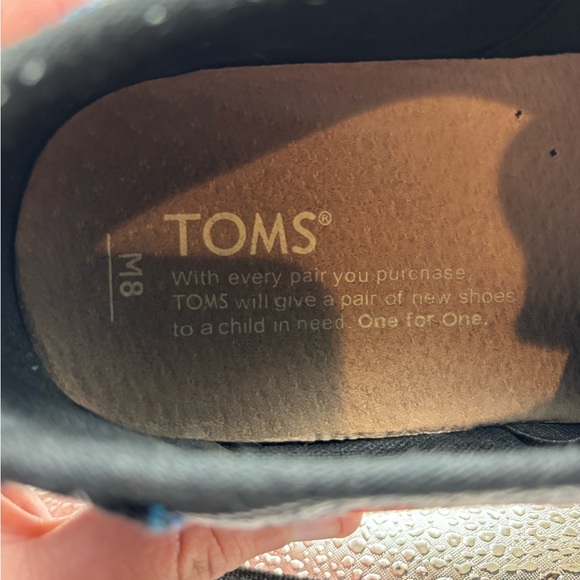 TOMS®
With every pair you purchase,
TOMS will give a pair of new shoes
to a child in need. One for One.
M8